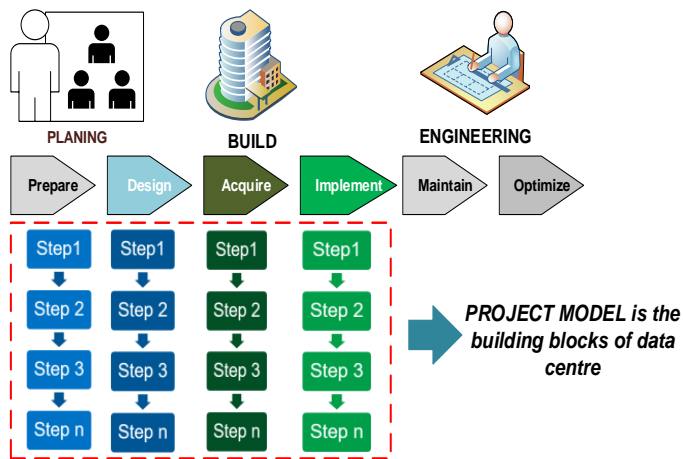 PLANING
BUILD
ENGINEERING
Prepare
Design
Acquire
Implement
Maintain
Optimize
Step1
Step1
Step1
Step1
Step 2
Step 2
Step 2
Step 2
Step 3
Step 3
Step 3
Step 3
Step n
Step n
Step n
Step n
PROJECT MODEL is the
building blocks of data
centre